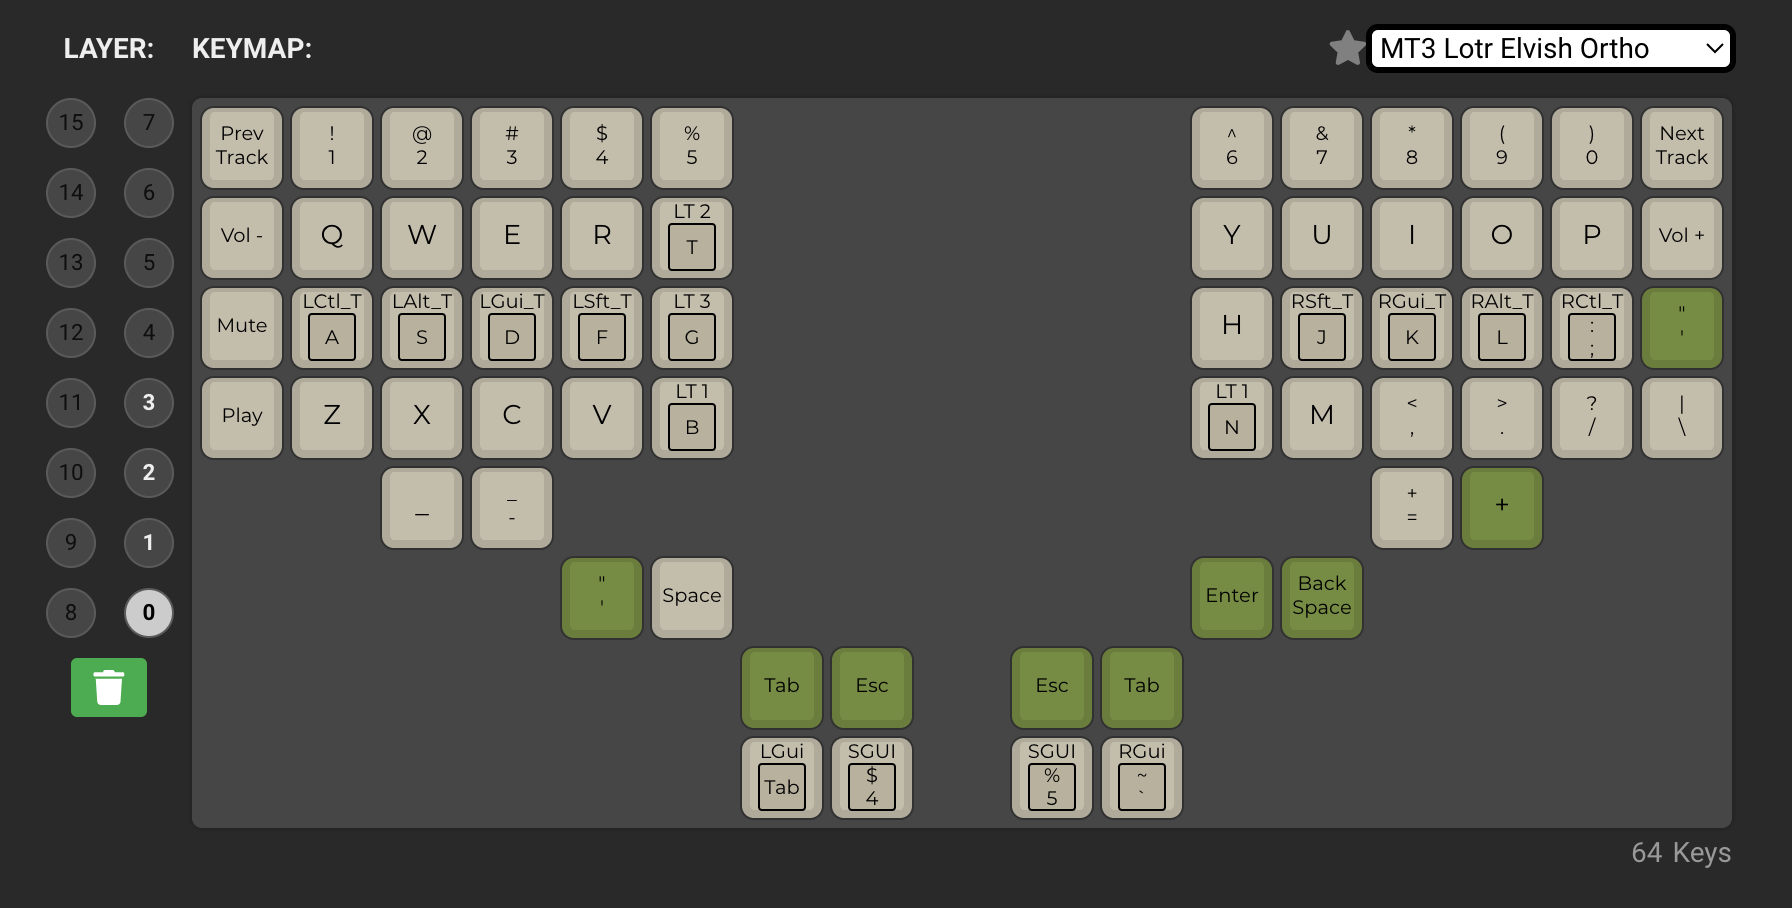 LAYER: KEYMAP: MT3 Lotr Elvish Ortho
15 7
14 6
13 5
12 4
11 3
10 2
9 1
8 0
Prev Track ! 1 @ 2 # 3 $ 4 % 5 ^ 6 & 7 * 8 ( 9 ) 0 Next Track
Vol - Q W E R LT 2 T Y U I O P Vol +
Mute LCtl_T A LAlt_T S LGui_T D LSft_T F LT 3 G H RSft_T J RGui_T K RAlt_T L RCtl_T : ; " '
Play Z X C V LT 1 B LT 1 N M < , > . ? / | \
_ _ - + = +
" ' Space Enter Back Space
Tab Esc Esc Tab
LGui Tab SGUI $ 4 SGUI % 5 RGui ~ `
64 Keys